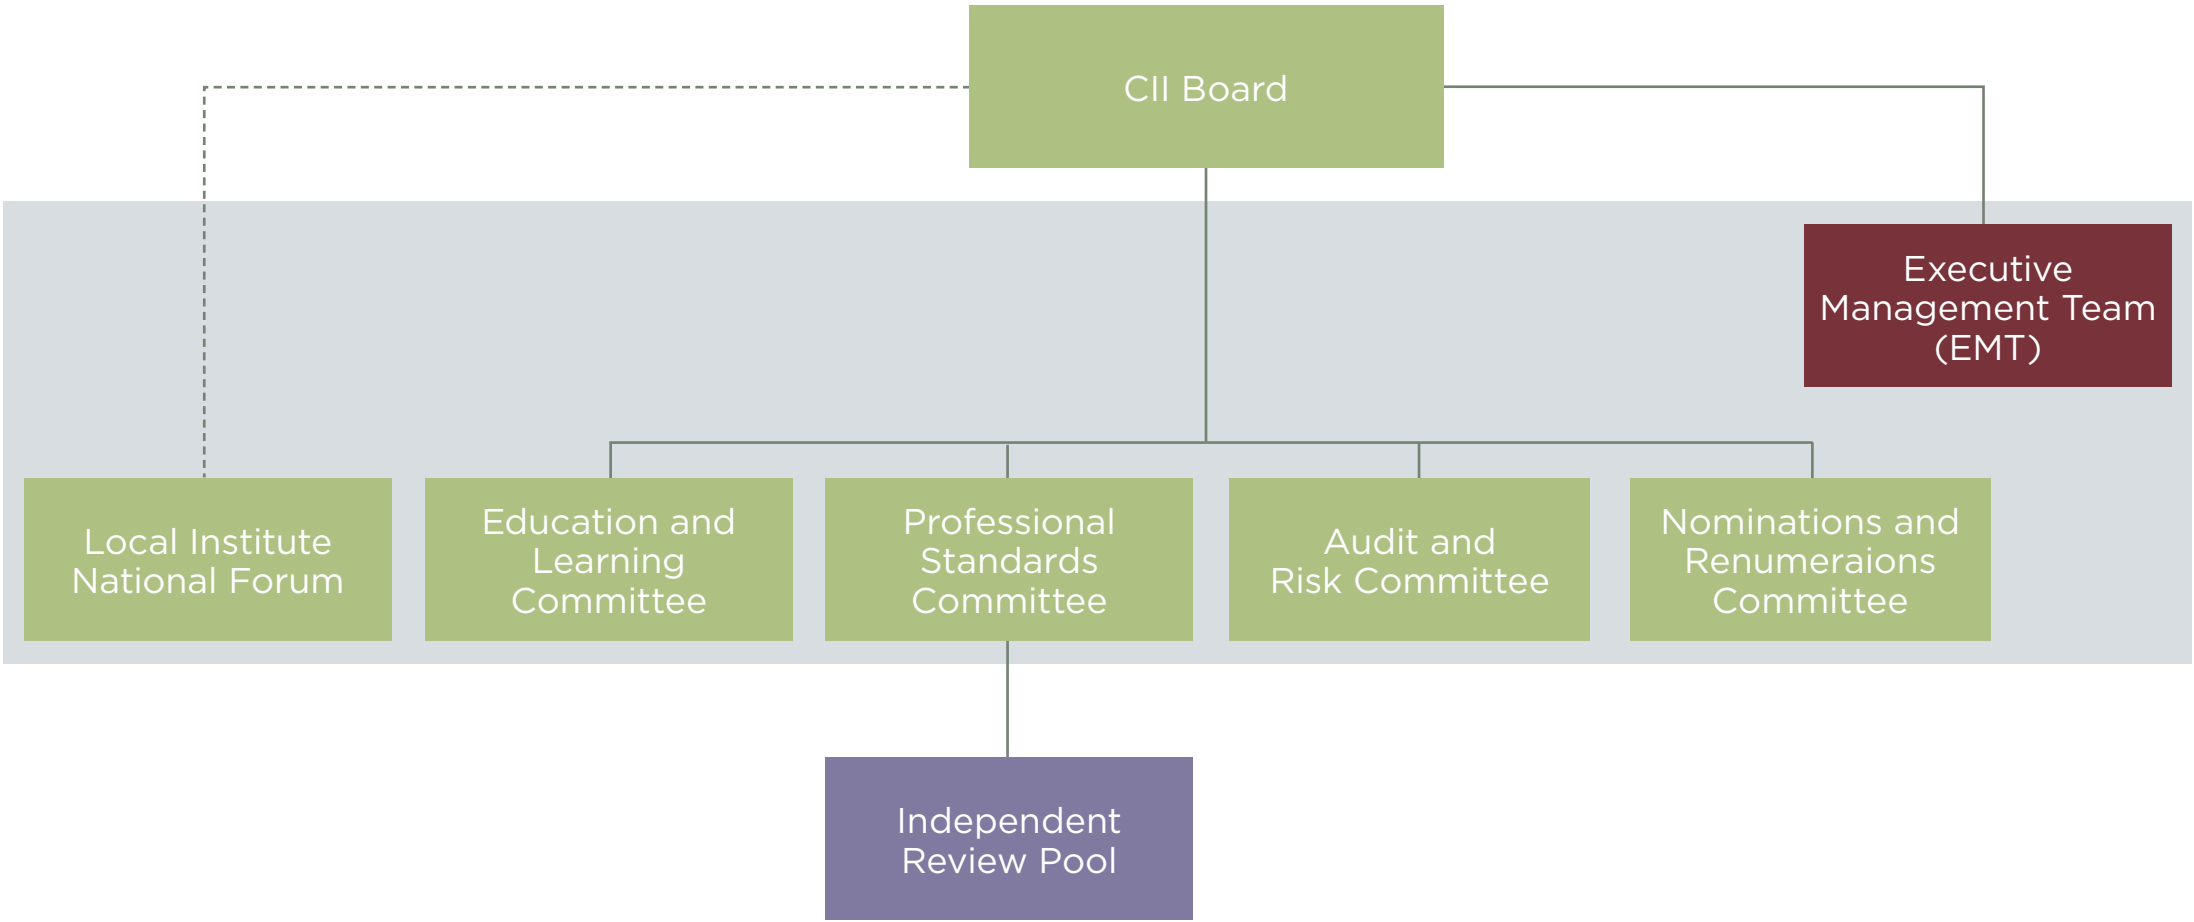 CII Board
Executive
Management Team
(EMT)
Local Institute
National Forum
Education and
Learning
Committee
Professional
Standards
Committee
Audit and
Risk Committee
Nominations and
Renumeraions
Committee
Independent
Review Pool